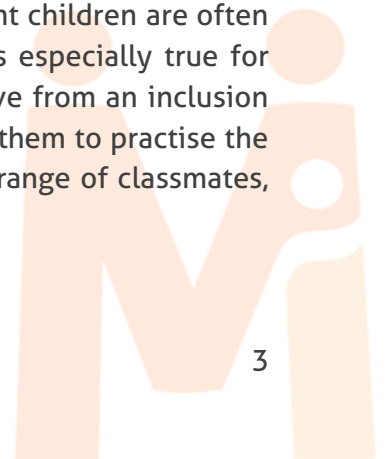 nt children are often
s especially true for
ve from an inclusion
them to practise the
range of classmates,
3